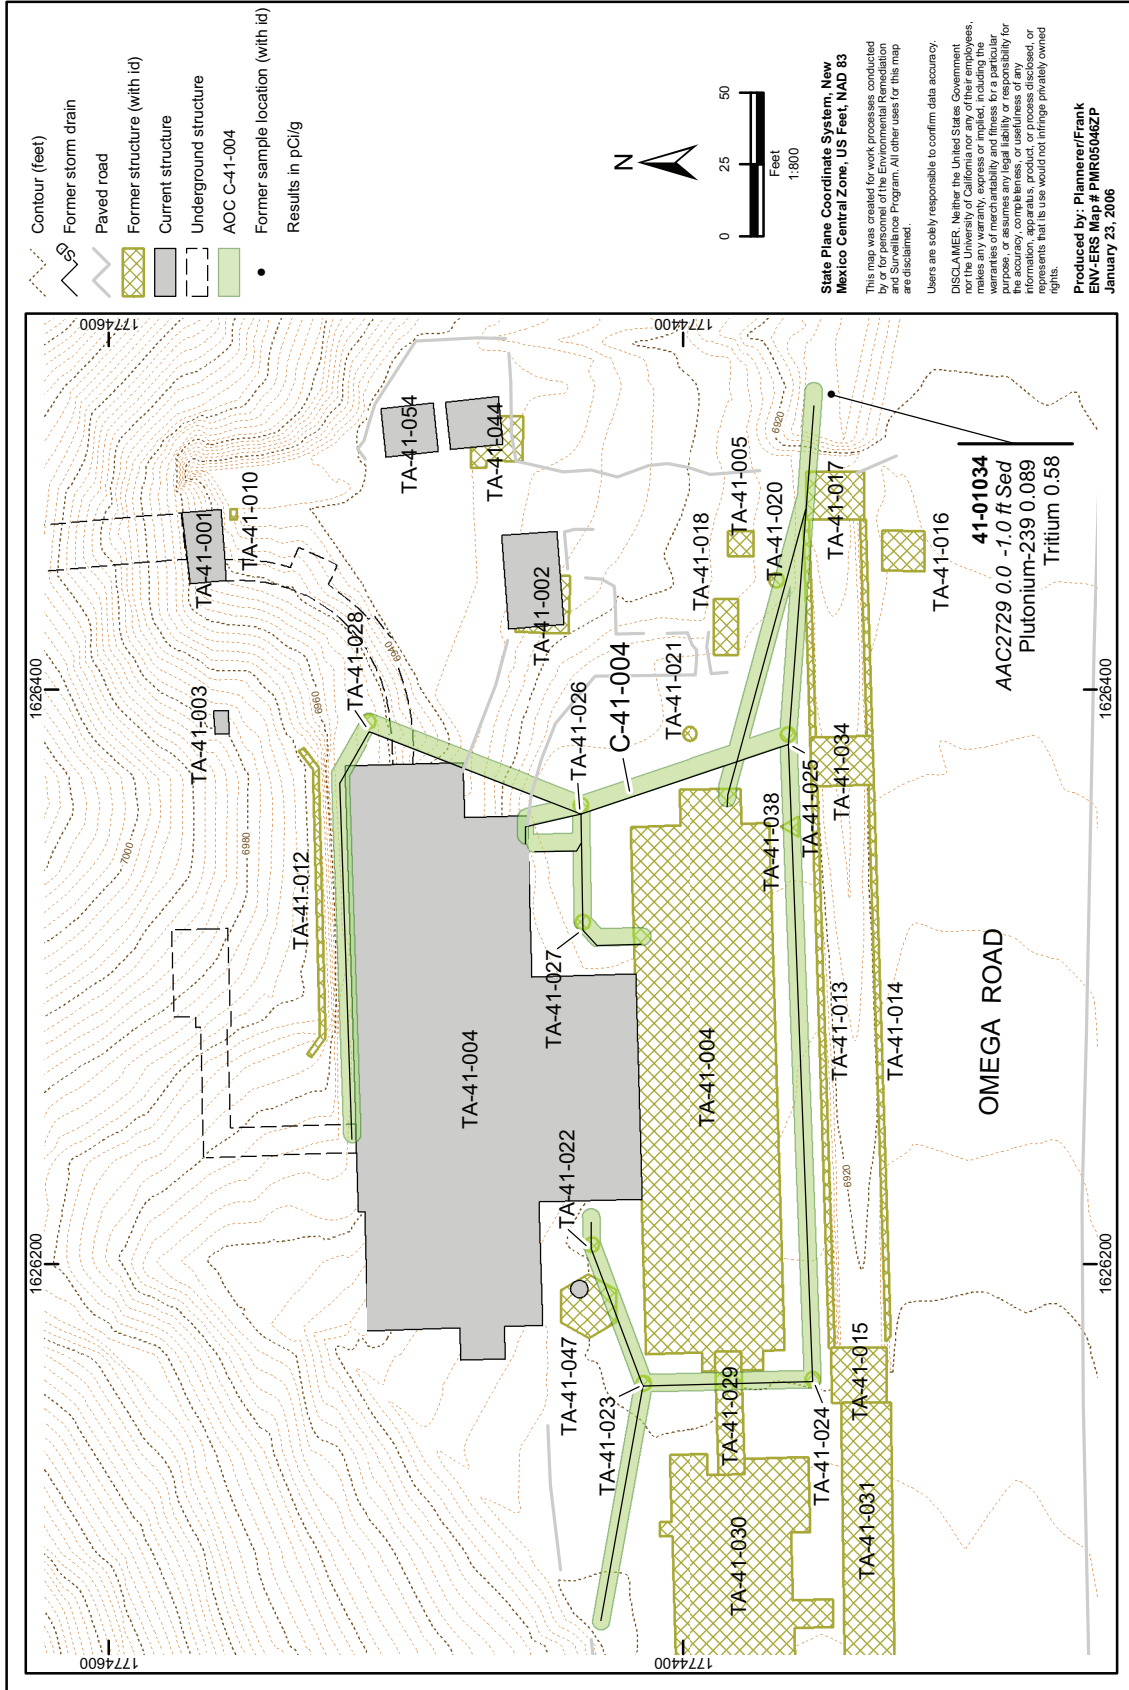 Contour (feet)
SD
Former storm drain
Paved road
Former structure (with id)
Current structure
Underground structure
AOC C-41-004
Former sample location (with id)
Results in pCi/g
N
0
25
50
Feet
1:800
State Plane Coordinate System, New
Mexico Central Zone, US Feet, NAD 83
This map was created for work processes conducted
by or for personnel of the Environmental Remediation
and Surveillance Program. All other uses for this map
are disclaimed.
Users are solely responsible to confirm data accuracy.
DISCLAIMER. Neither the United States Government
nor the University of California nor any of their employees,
makes any warranty, express or implied, including the
warranties of merchantability and fitness for a particular
purpose, or assumes any legal liability or responsibility for
the accuracy, completeness, or usefulness of any
information, apparatus, product, or process disclosed, or
represents that its use would not infringe privately owned
rights.
Produced by: Plannerer/Frank
ENV-ERS Map # PMR05046ZP
January 23, 2006
1626200
1626400
1774600
1774600
7000
6980
6960
6940
TA-41-003
TA-41-001
TA-41-010
TA-41-012
TA-41-028
TA-41-054
TA-41-044
TA-41-004
TA-41-002
TA-41-022
TA-41-027
TA-41-026
TA-41-047
TA-41-023
C-41-004
TA-41-021
TA-41-018
TA-41-005
1774400
1774400
TA-41-030
TA-41-029
TA-41-004
TA-41-038
TA-41-020
6920
TA-41-024
TA-41-025
TA-41-031
TA-41-015
TA-41-013
TA-41-034
TA-41-017
6920
TA-41-014
TA-41-016
OMEGA ROAD
41-01034
AAC2729 0.0 -1.0 ft Sed
Plutonium-239 0.089
Tritium 0.58
1626200
1626400